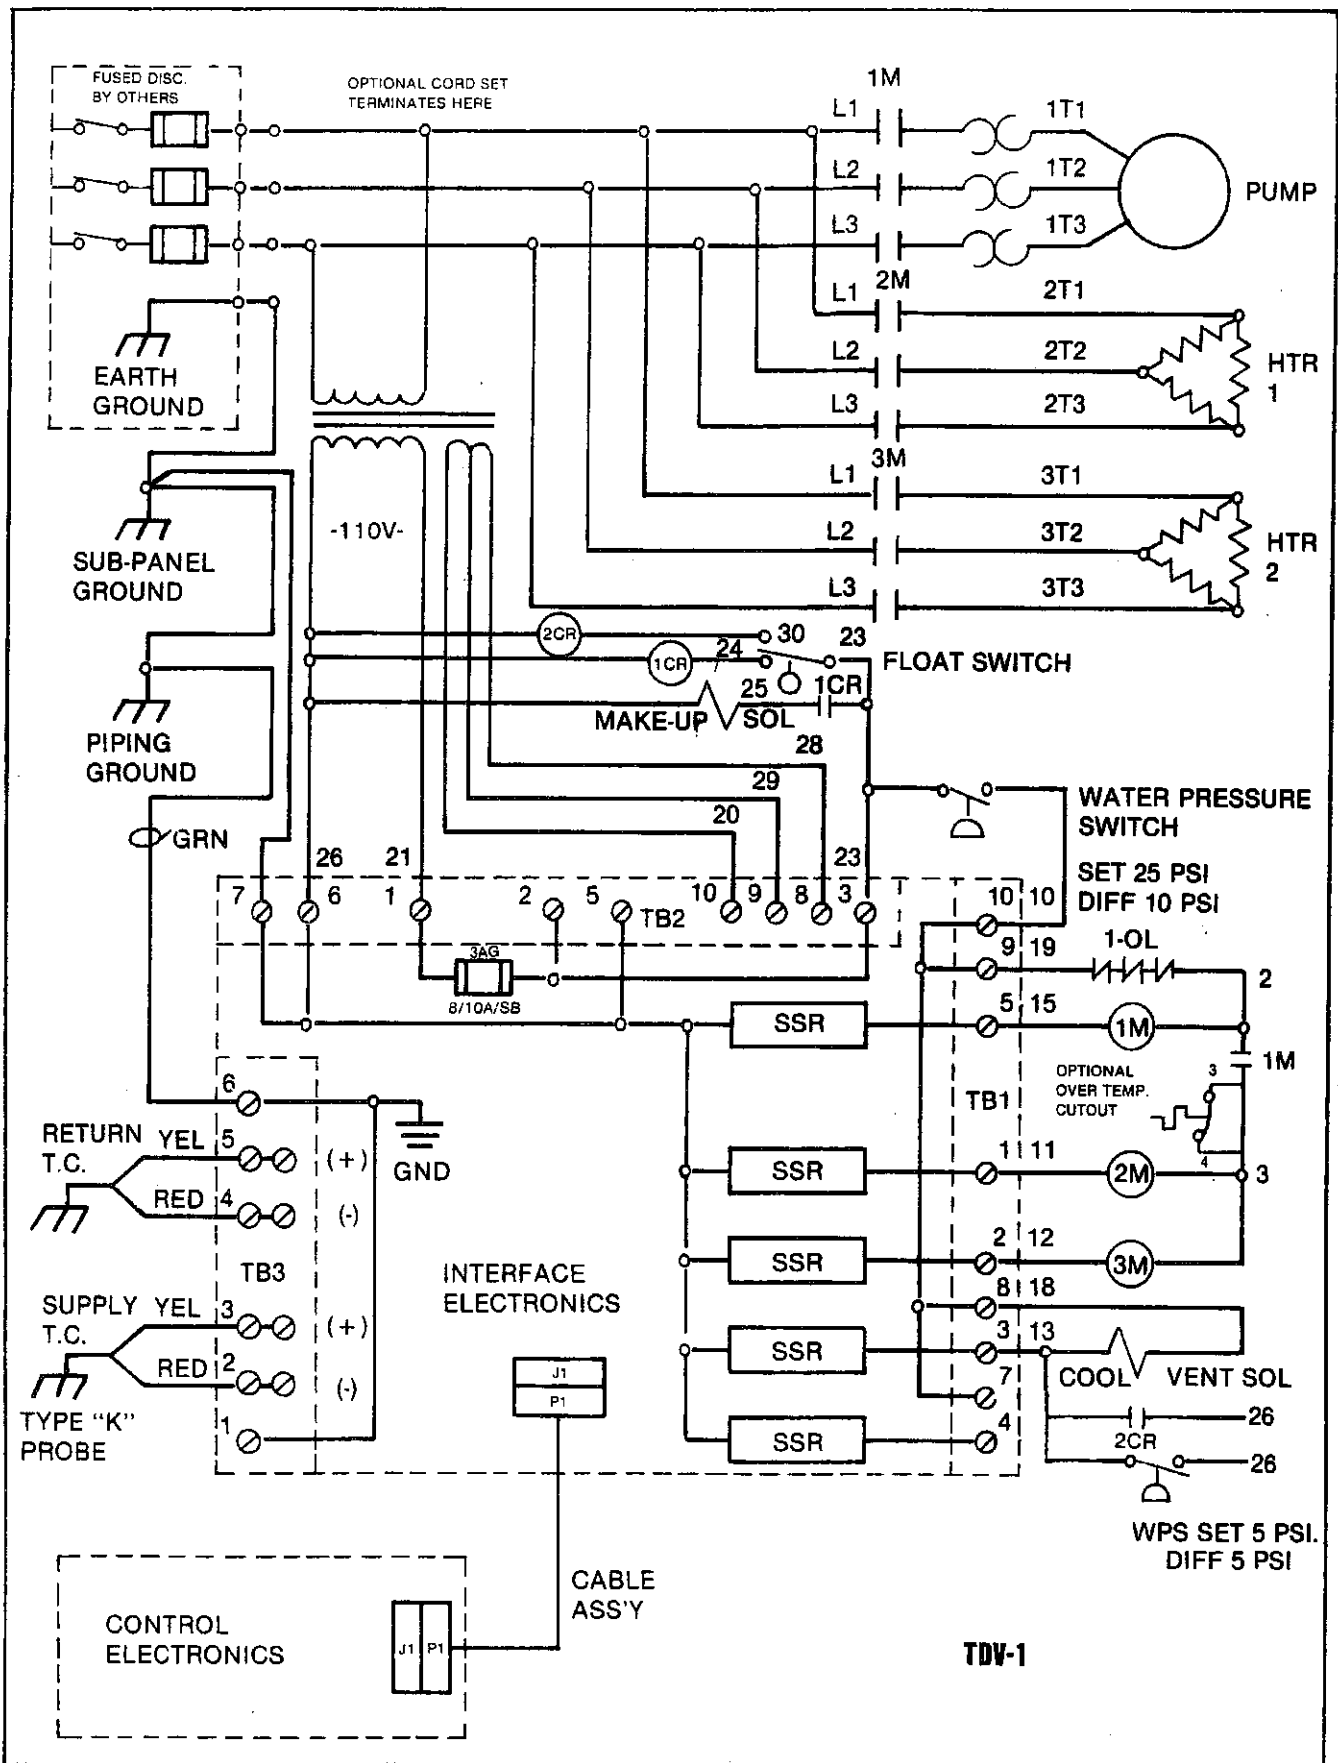 FUSED DISC.
BY OTHERS
OPTIONAL CORD SET
TERMINATES HERE
1M
L1
1T1
L2
1T2
PUMP
L3
1T3
2M
L1
2T1
L2
2T2
HTR
1
L3
2T3
EARTH
GROUND
3M
L1
3T1
-110V-
L2
3T2
HTR
2
L3
3T3
SUB-PANEL
GROUND
2CR
30
23
1CR
24
FLOAT SWITCH
25
1CR
MAKE-UP
SOL
PIPING
GROUND
28
29
20
WATER PRESSURE
SWITCH
GRN
26
21
23
SET 25 PSI
DIFF 10 PSI
7
6
1
2
5
TB2
10
9
8
3
10
10
3AG
8/10A/SB
9
19
1-OL
2
5
15
SSR
1M
1M
OPTIONAL
OVER TEMP.
CUTOUT
3
4
TB1
6
RETURN
T.C.
YEL
5
(+)
GND
RED
4
(-)
SSR
1
11
2M
3
TB3
INTERFACE
ELECTRONICS
SSR
2
12
3M
8
18
SUPPLY
T.C.
YEL
3
(+)
SSR
3
13
RED
2
(-)
COOL
VENT SOL
7
J1
P1
TYPE "K"
PROBE
1
SSR
4
2CR
26
26
WPS SET 5 PSI.
DIFF 5 PSI
CABLE
ASS'Y
CONTROL
ELECTRONICS
J1
P1
TDV-1